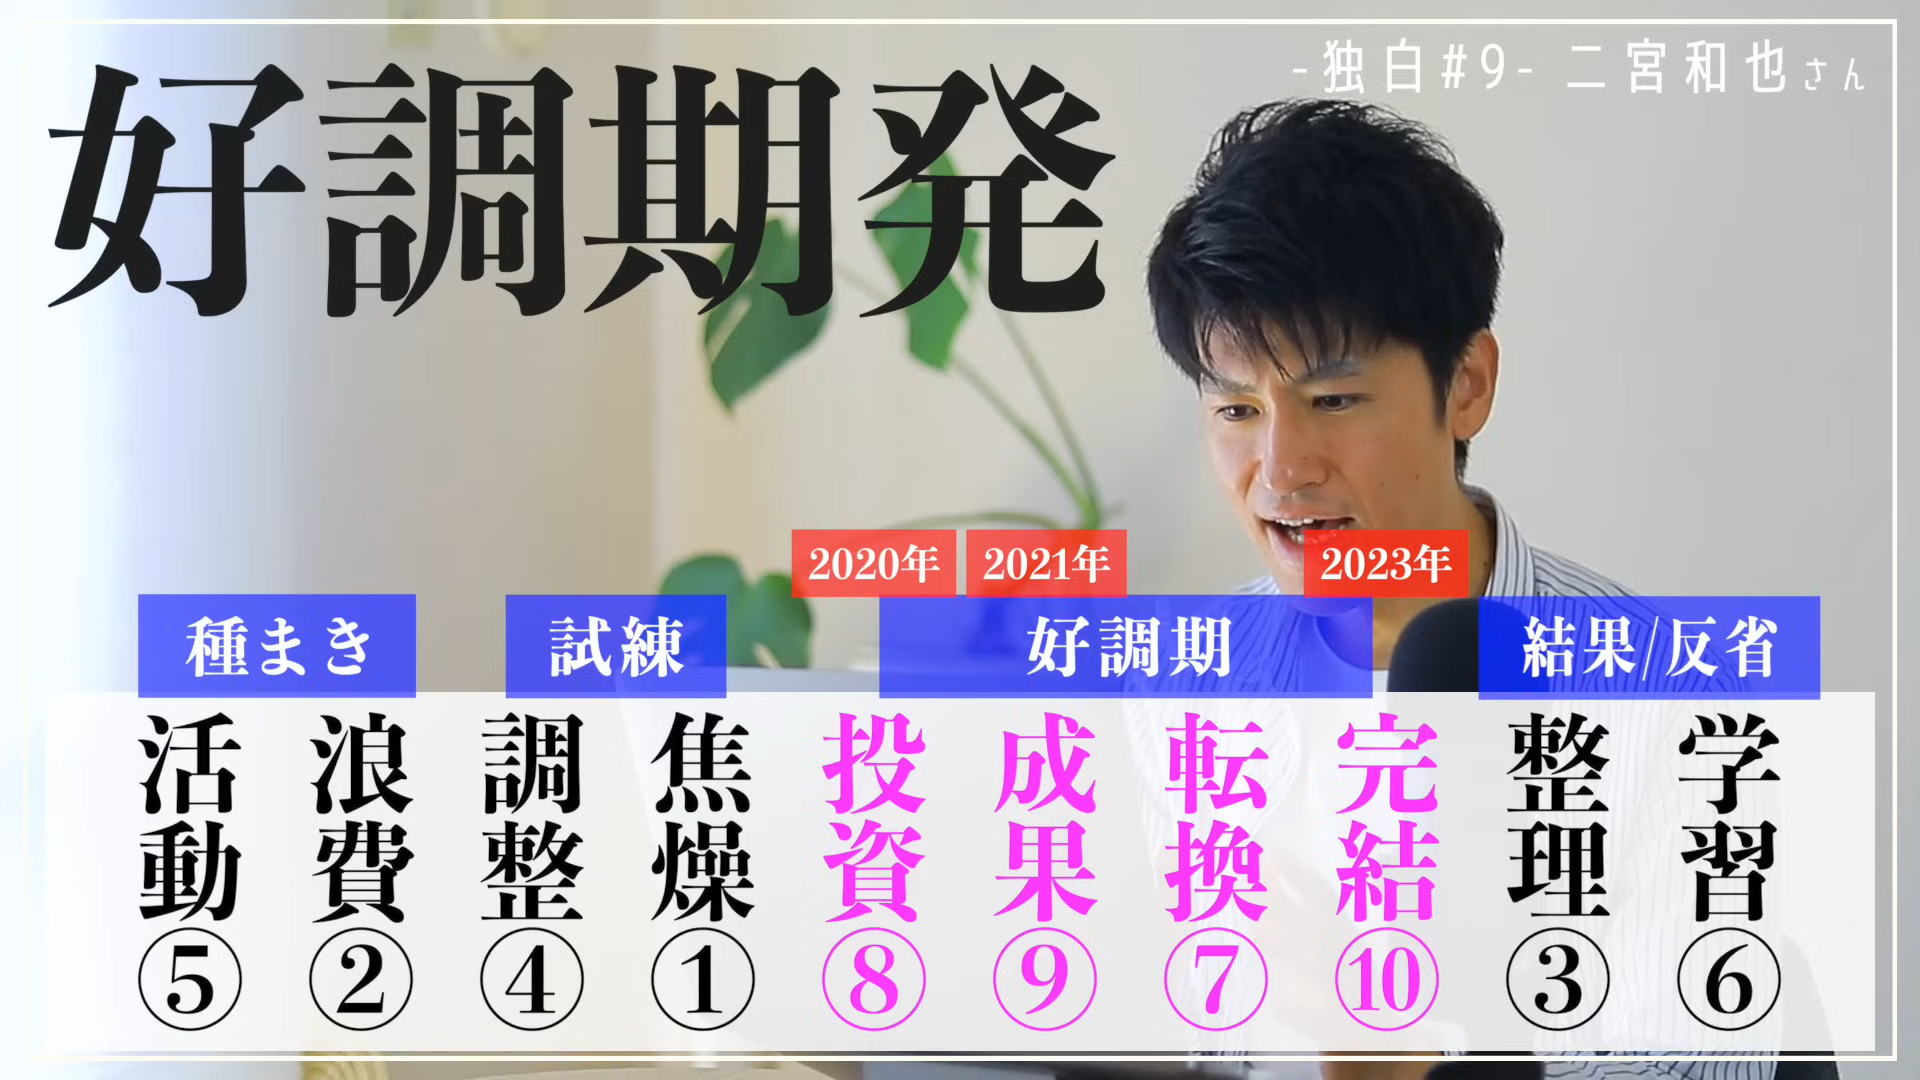 -独白#9- 二宮和也さん
好調期発
2020年 2021年 2023年
種まき 試練 好調期 結果/反省
活動⑤
浪費②
調整④
焦燥①
投資⑧
成果⑨
転換⑦
完結⑩
整理③
学習⑥